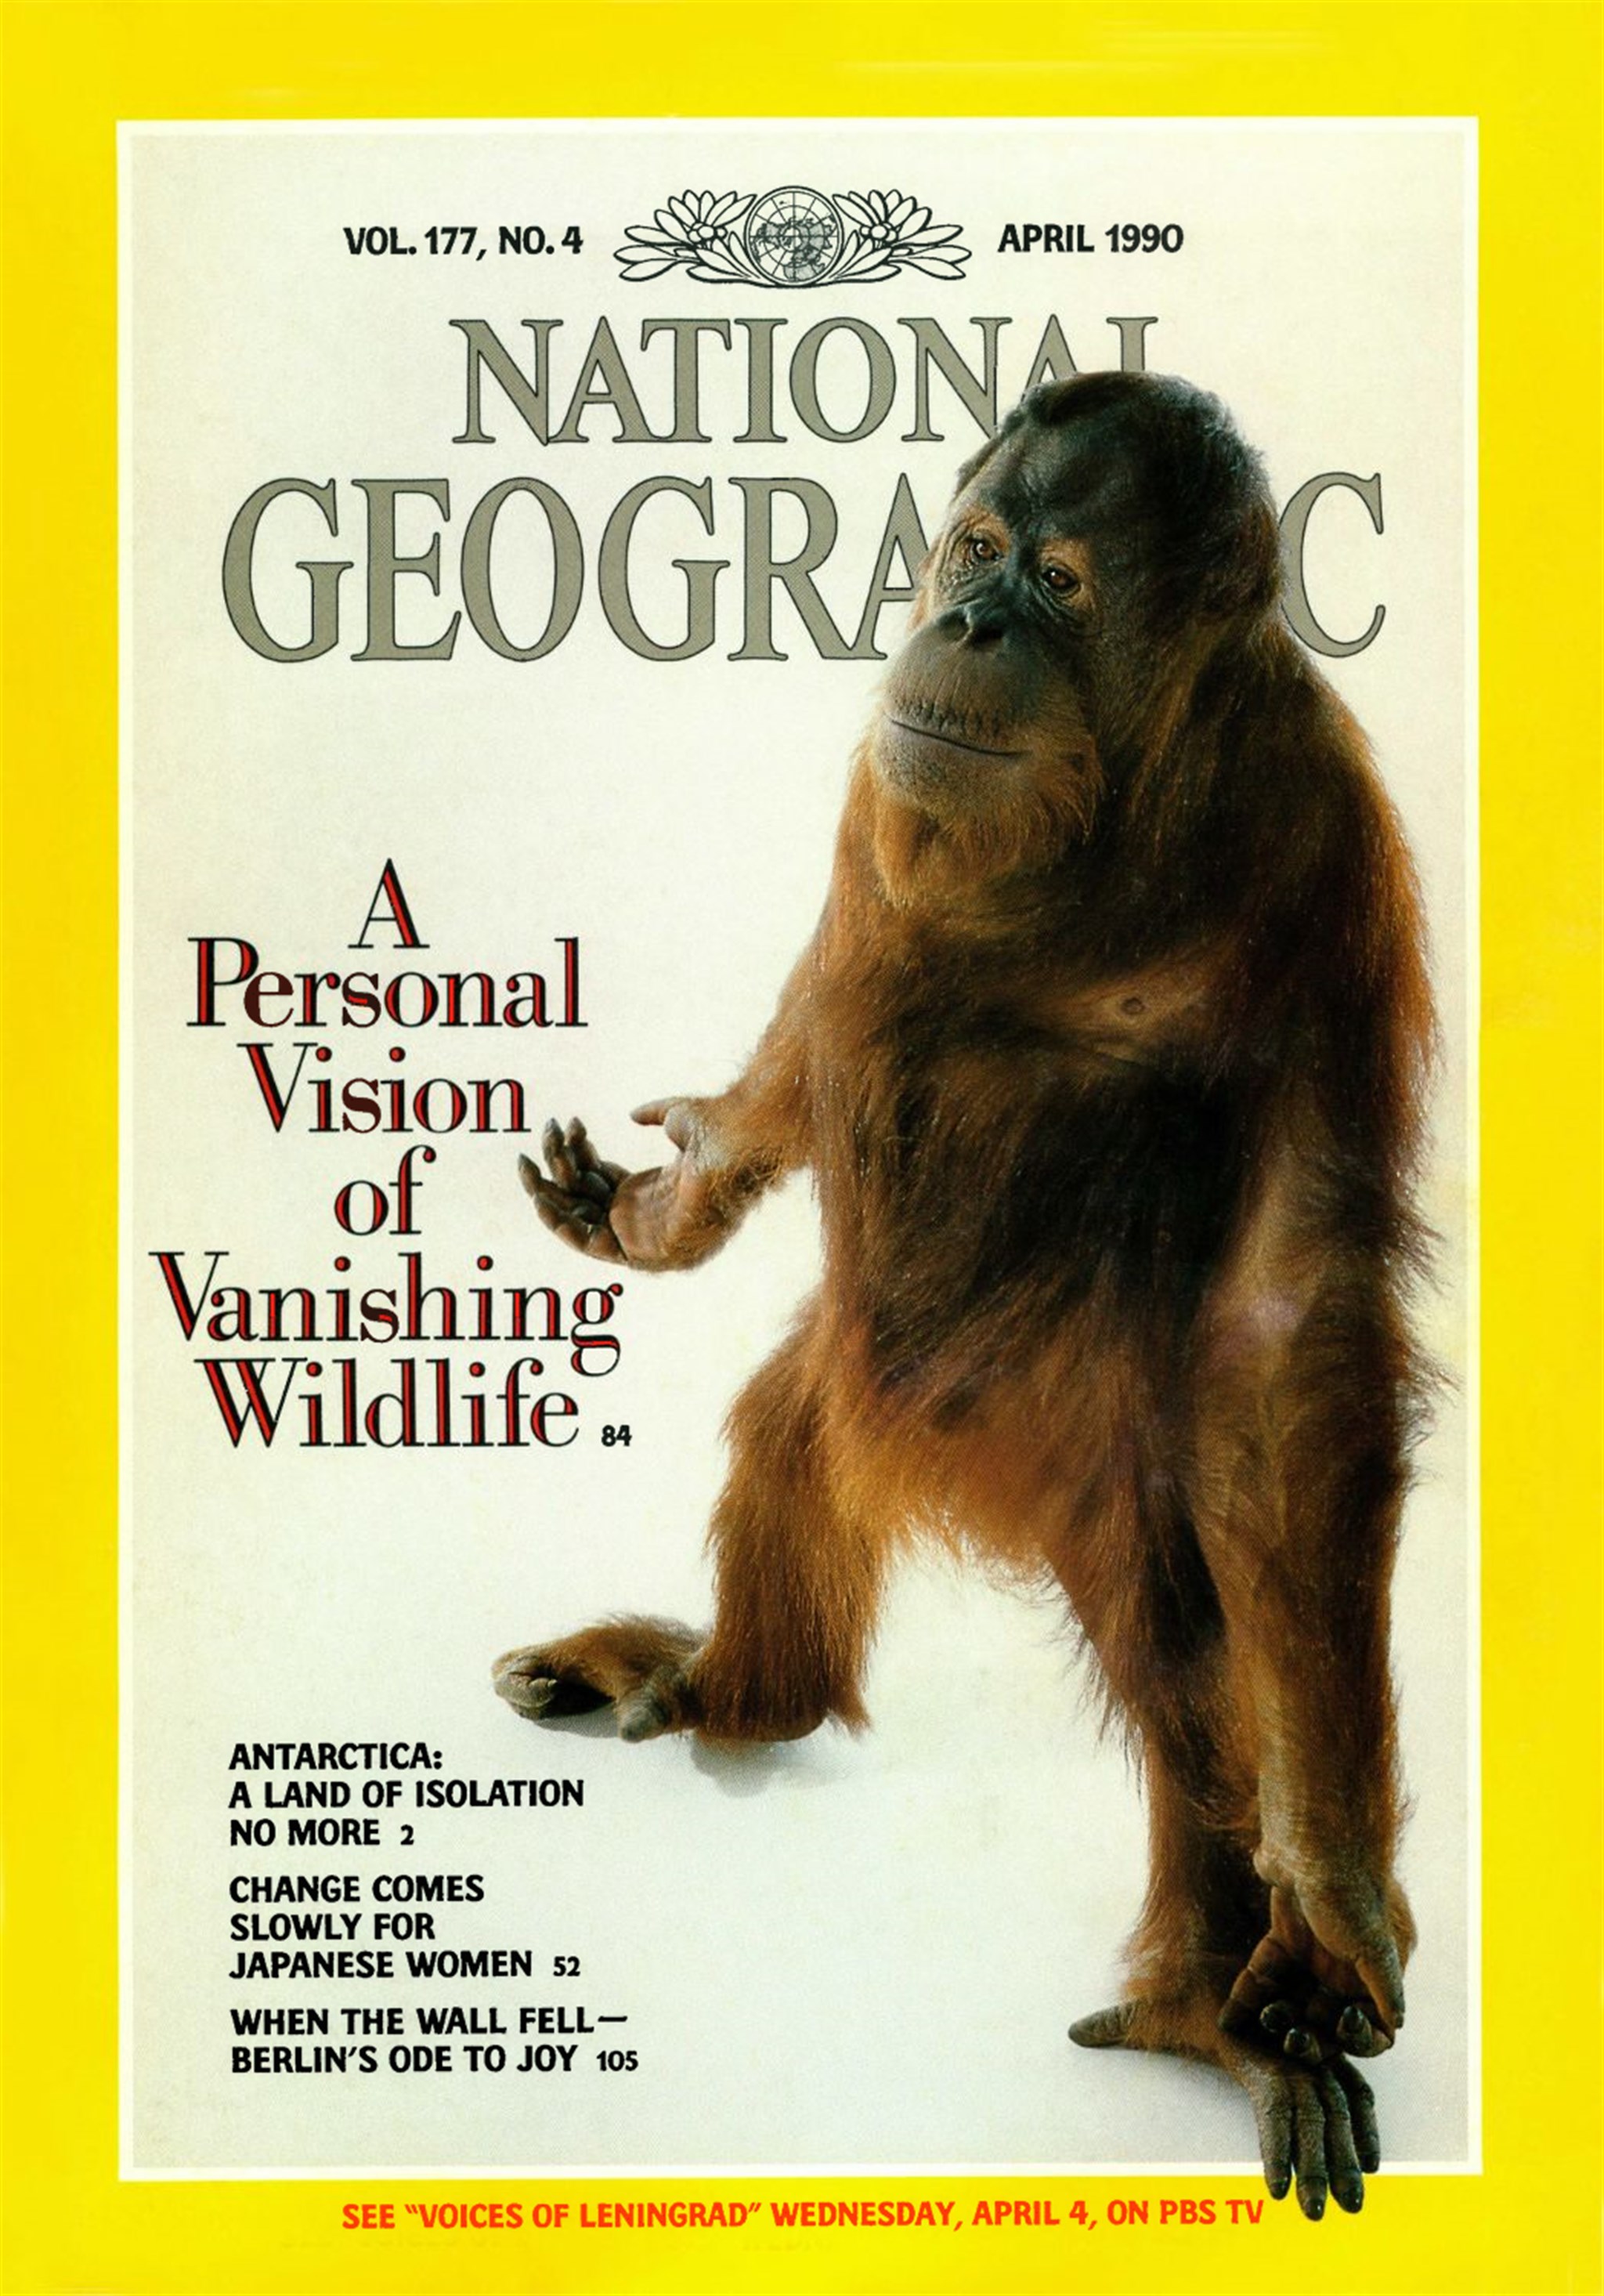 VOL. 177, NO. 4
APRIL 1990
NATIONAL
GEOGRAPHIC
A
Personal
Vision
of
Vanishing
Wildlife 84
ANTARCTICA:
A LAND OF ISOLATION
NO MORE 2
CHANGE COMES
SLOWLY FOR
JAPANESE WOMEN 52
WHEN THE WALL FELL—
BERLIN'S ODE TO JOY 105
SEE "VOICES OF LENINGRAD" WEDNESDAY, APRIL 4, ON PBS TV